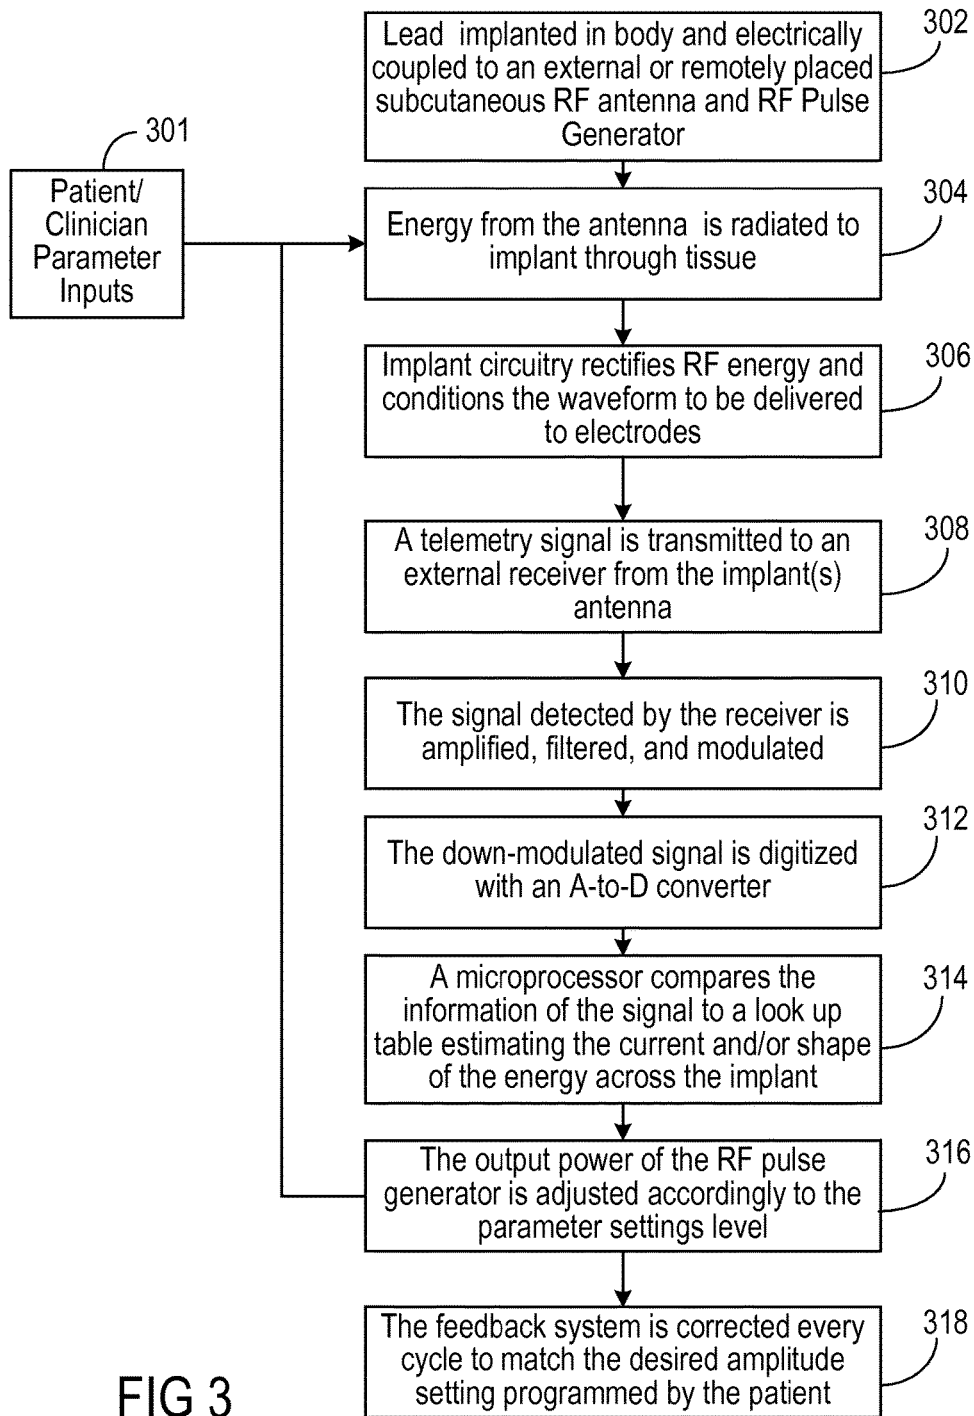 Lead implanted in body and electrically
coupled to an external or remotely placed
subcutaneous RF antenna and RF Pulse
Generator
302
301
Patient/
Clinician
Parameter
Inputs
Energy from the antenna is radiated to
implant through tissue
304
Implant circuitry rectifies RF energy and
conditions the waveform to be delivered
to electrodes
306
A telemetry signal is transmitted to an
external receiver from the implant(s)
antenna
308
The signal detected by the receiver is
amplified, filtered, and modulated
310
The down-modulated signal is digitized
with an A-to-D converter
312
A microprocessor compares the
information of the signal to a look up
table estimating the current and/or shape
of the energy across the implant
314
The output power of the RF pulse
generator is adjusted accordingly to the
parameter settings level
316
The feedback system is corrected every
cycle to match the desired amplitude
setting programmed by the patient
318
FIG 3